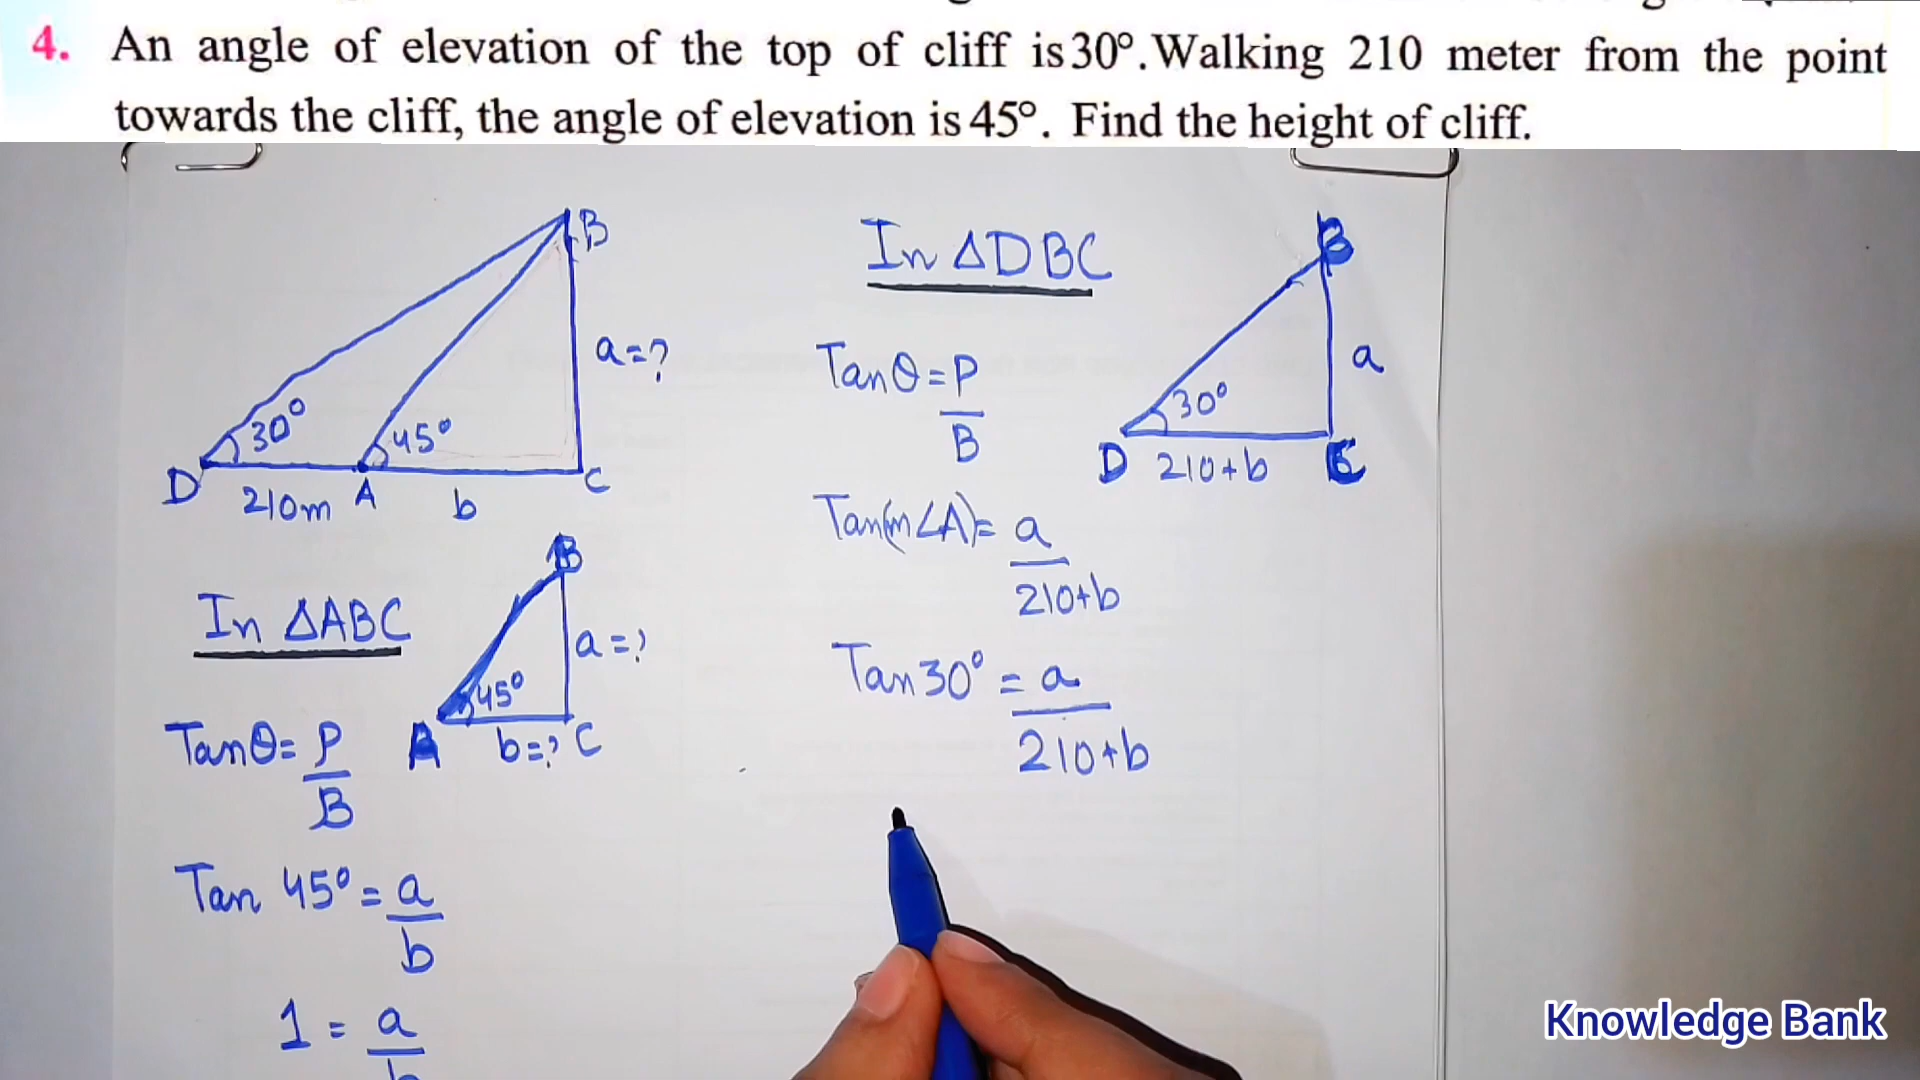 4. An angle of elevation of the top of cliff is 30°. Walking 210 meter from the point
towards the cliff, the angle of elevation is 45°. Find the height of cliff.
B
a=?
30°
45°
D
210m
A
b
C
In ΔABC
B
a=?
45°
A
b=?
C
Tanθ= P
B
Tan 45° = a
b
1 = a
b
In ΔDBC
B
a
30°
D
210+b
C
Tanθ=P
B
Tan(m∠A)= a
210+b
Tan30° = a
210+b
Knowledge Bank